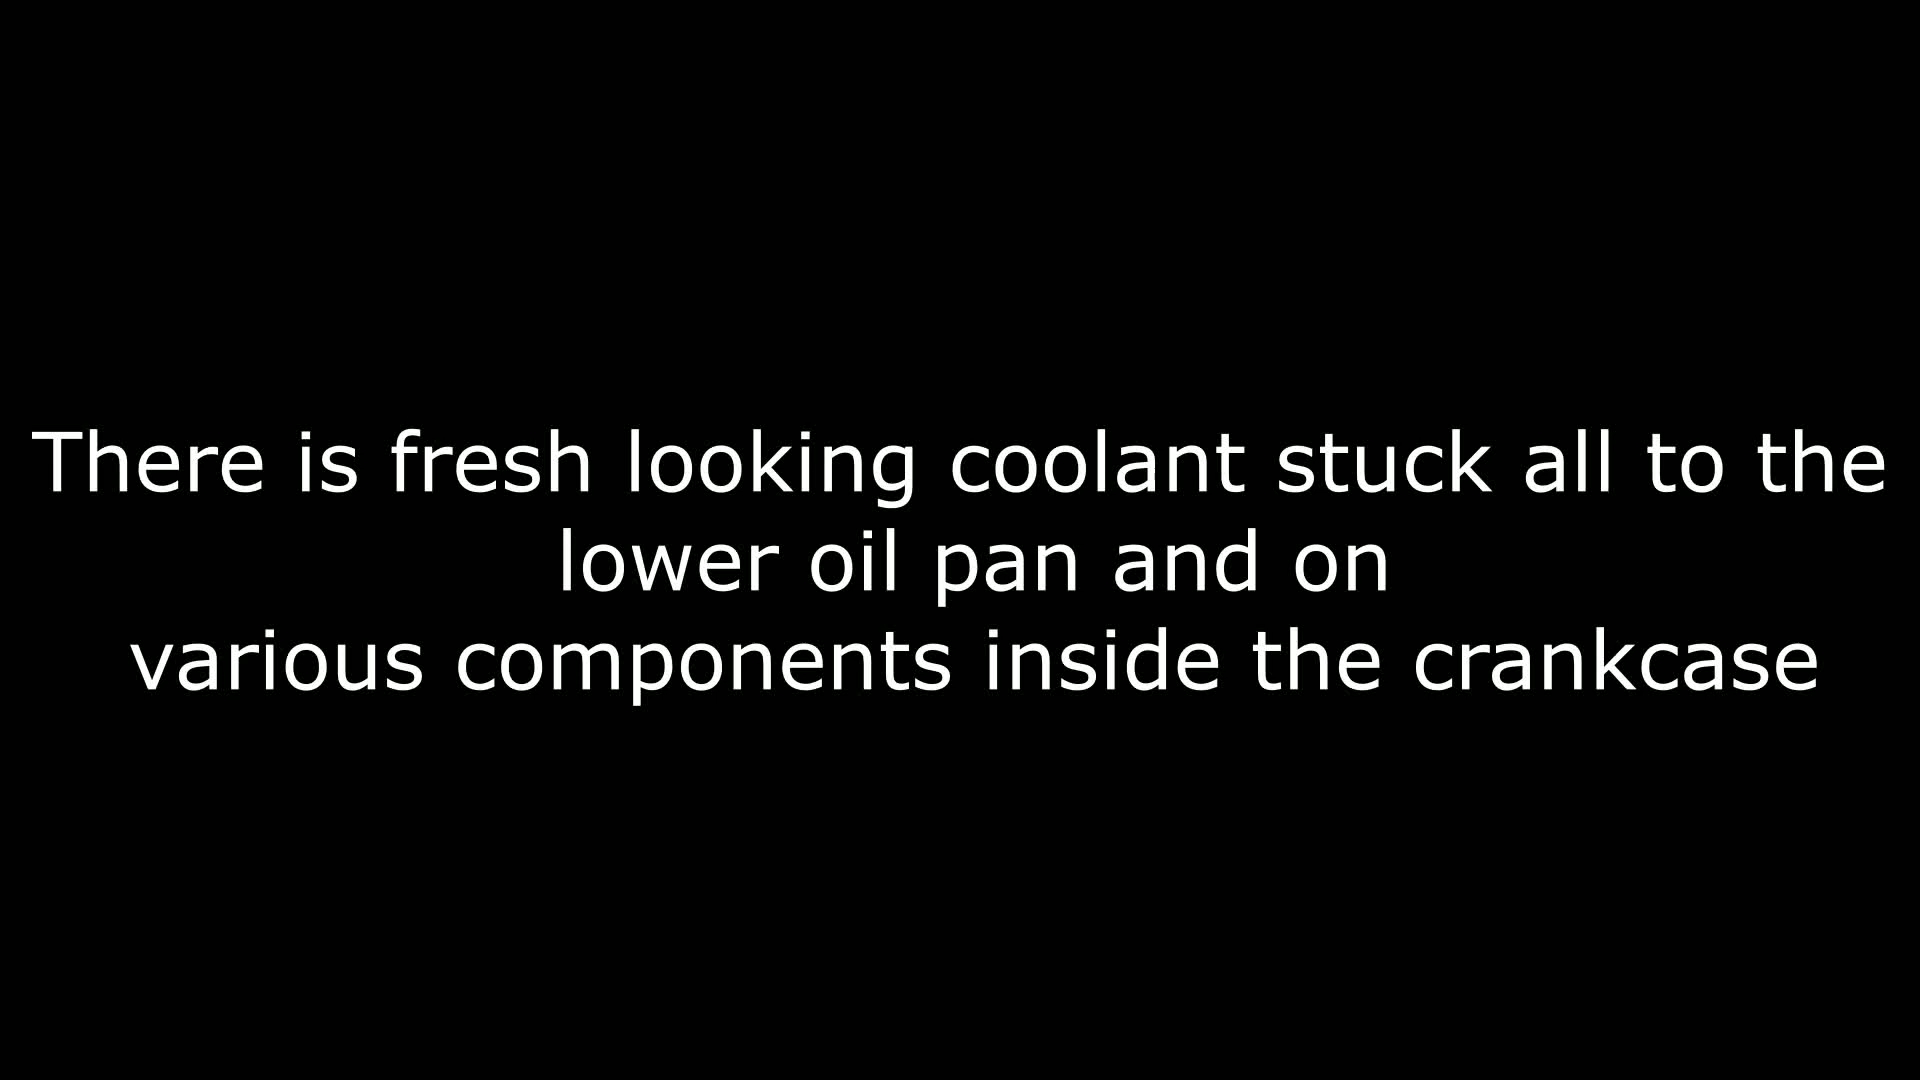 There is fresh looking coolant stuck all to the
lower oil pan and on
various components inside the crankcase